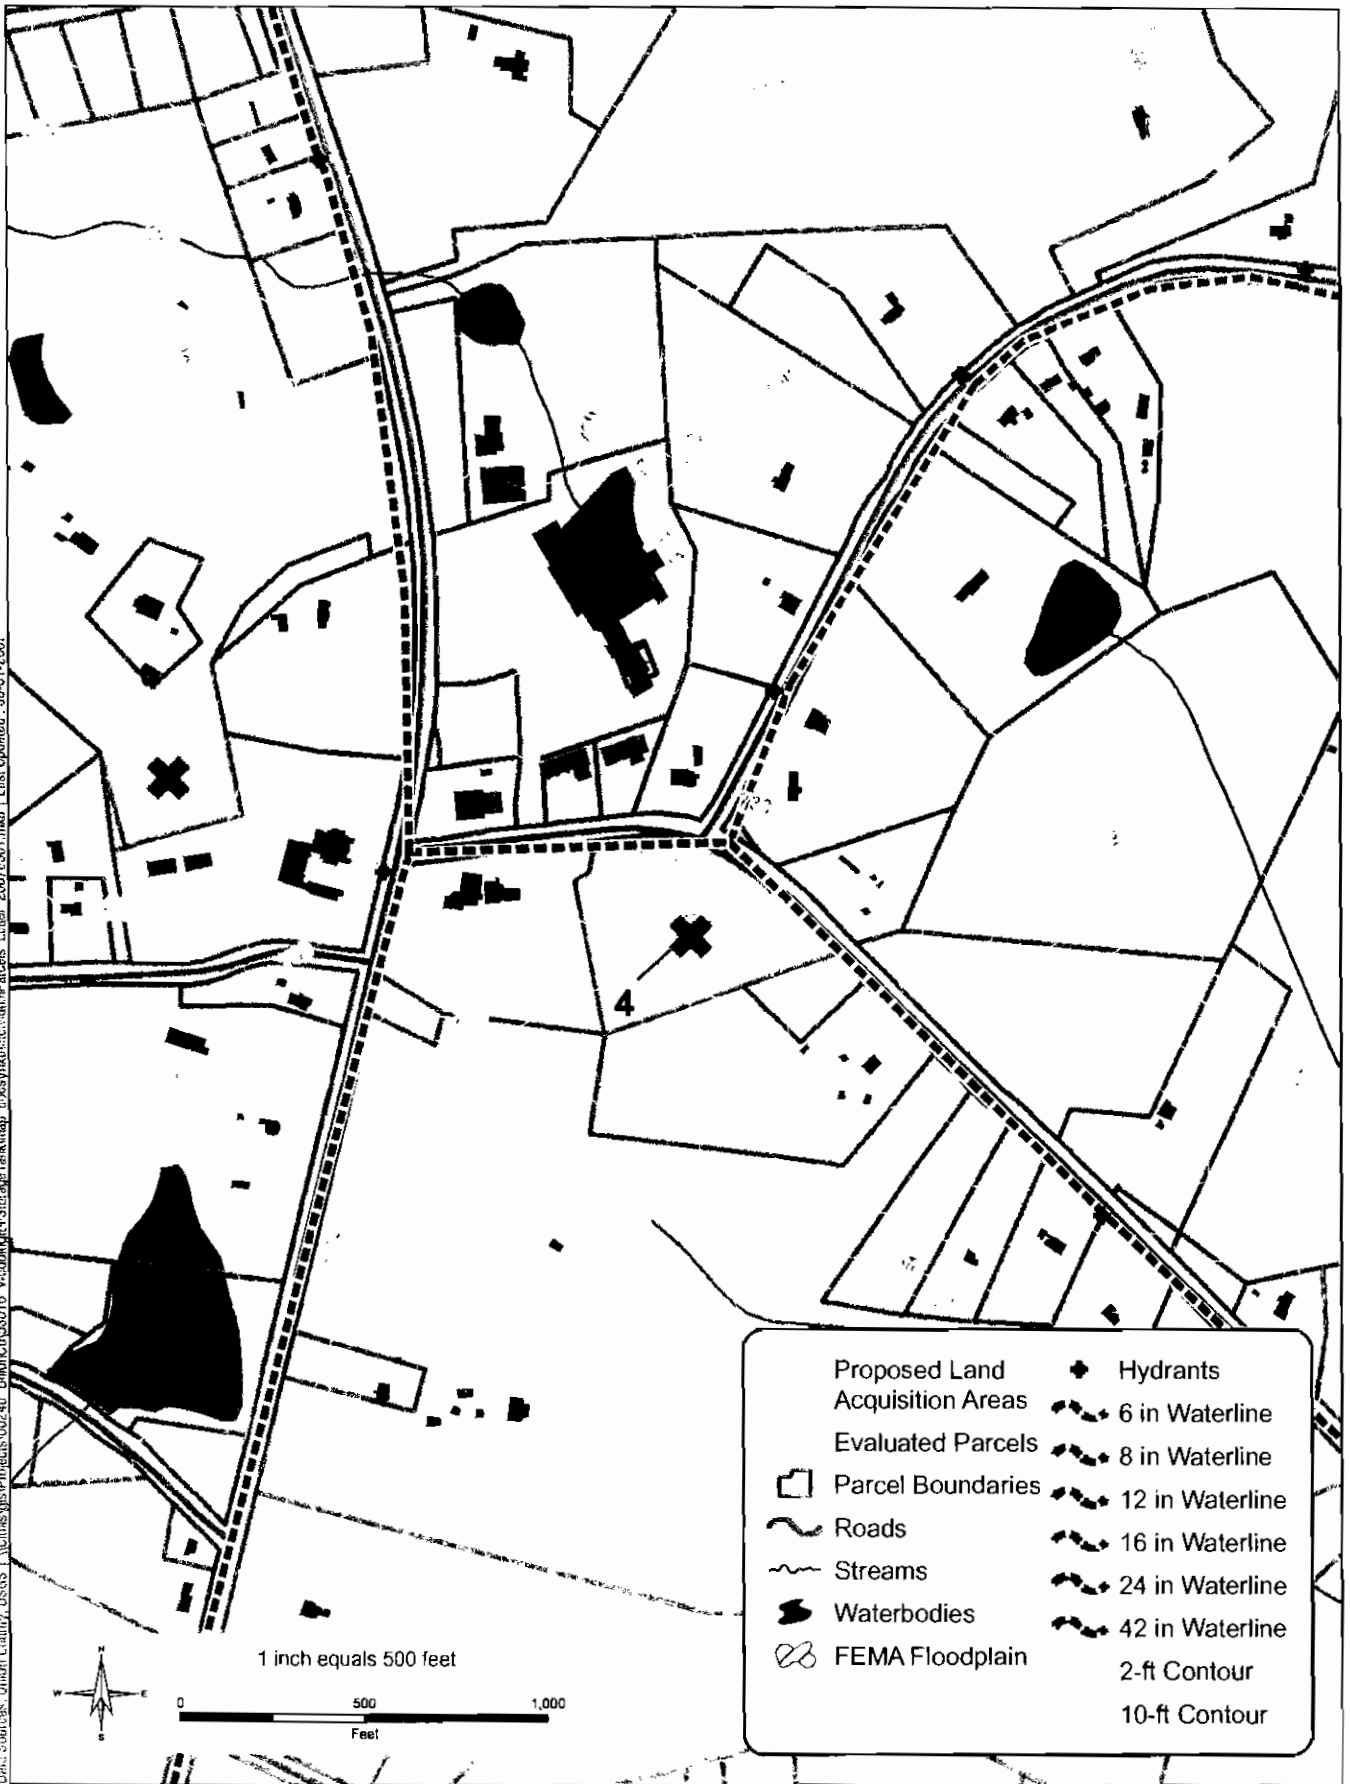 4
Proposed Land
Acquisition Areas
Evaluated Parcels
Parcel Boundaries
Roads
Streams
Waterbodies
FEMA Floodplain
Hydrants
6 in Waterline
8 in Waterline
12 in Waterline
16 in Waterline
24 in Waterline
42 in Waterline
2-ft Contour
10-ft Contour
1 inch equals 500 feet
N
W E
S
0 500 1,000
Feet